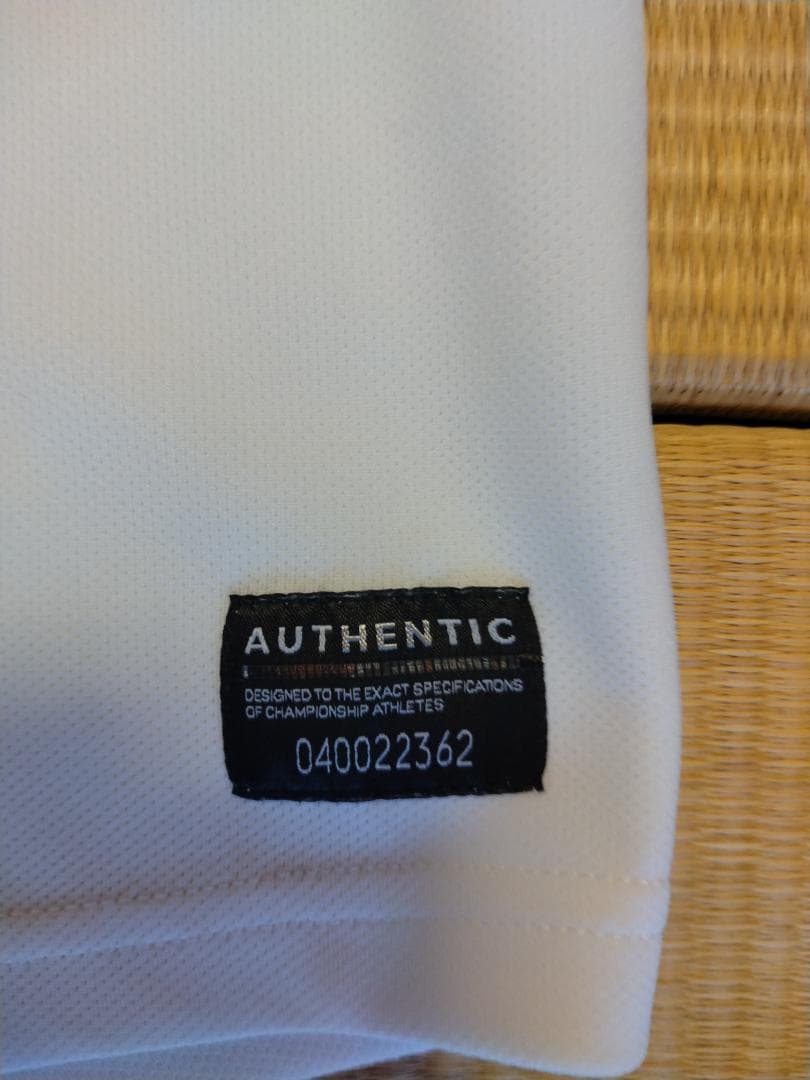 AUTHENTIC
DESIGNED TO THE EXACT SPECIFICATIONS
OF CHAMPIONSHIP ATHLETES
040022362